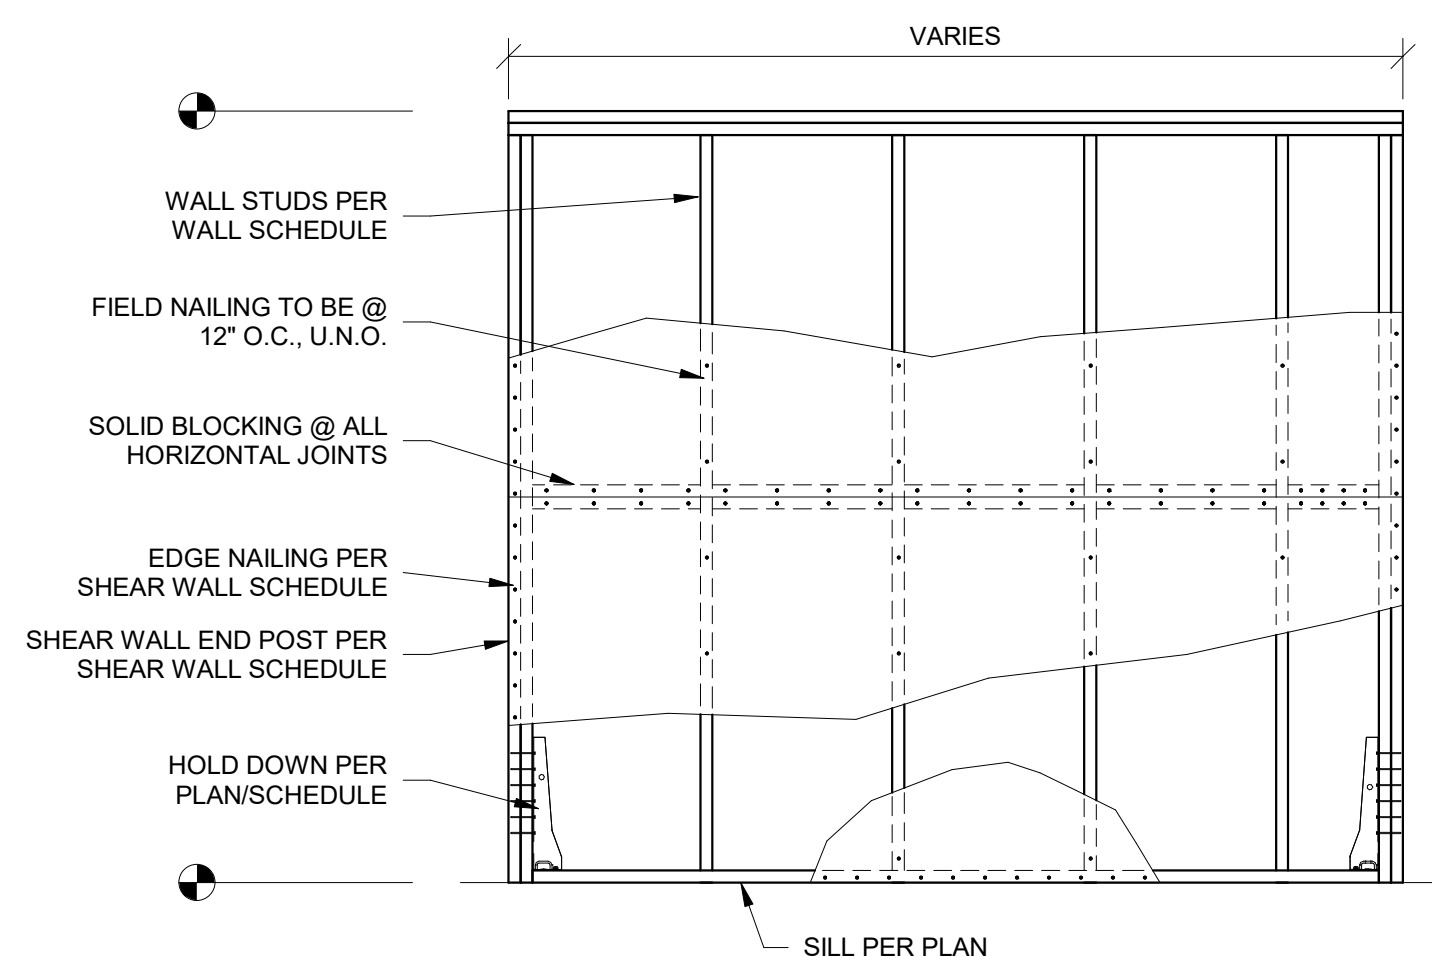 VARIES
WALL STUDS PER
WALL SCHEDULE
FIELD NAILING TO BE @
12" O.C., U.N.O.
SOLID BLOCKING @ ALL
HORIZONTAL JOINTS
EDGE NAILING PER
SHEAR WALL SCHEDULE
SHEAR WALL END POST PER
SHEAR WALL SCHEDULE
HOLD DOWN PER
PLAN/SCHEDULE
SILL PER PLAN